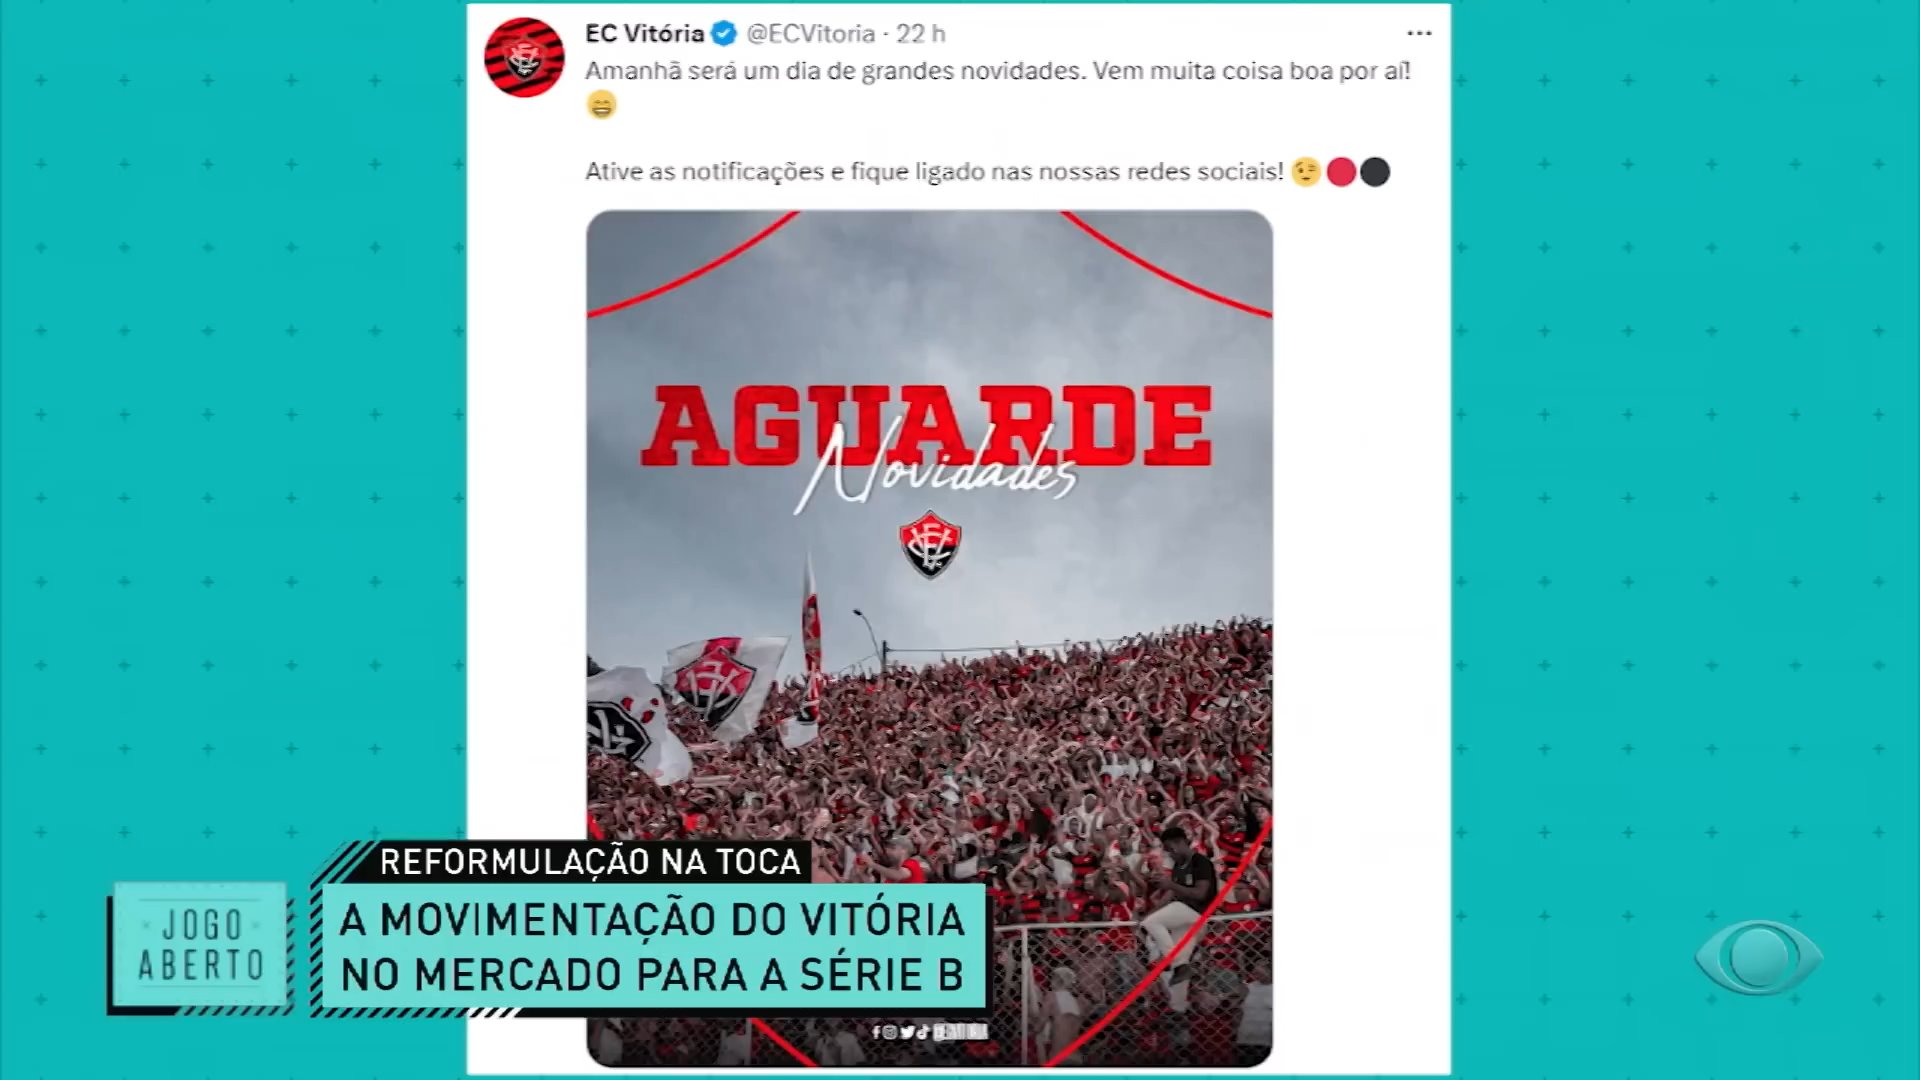 EC Vitória @ECVitoria · 22 h
Amanhã será um dia de grandes novidades. Vem muita coisa boa por aí!
😄
Ative as notificações e fique ligado nas nossas redes sociais! 😉🔴⚫
AGUARDE
Novidades
REFORMULAÇÃO NA TOCA
A MOVIMENTAÇÃO DO VITÓRIA
NO MERCADO PARA A SÉRIE B
JOGO
ABERTO